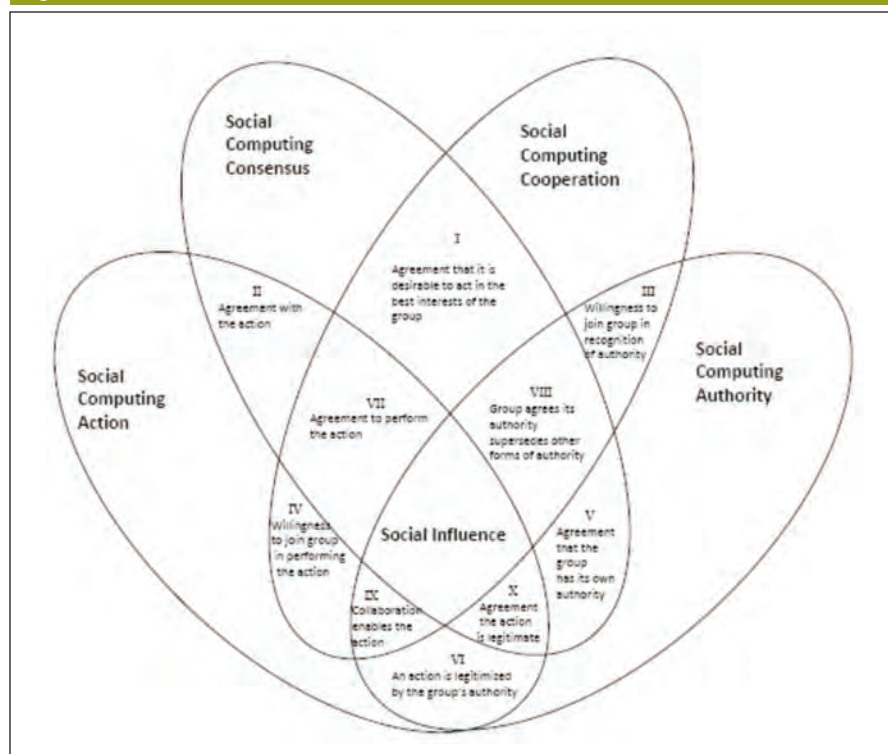 Social
Computing
Consensus
Social
Computing
Cooperation
I
Agreement that it is
desirable to act in the
best interests of the
group
II
Agreement with
the action
III
Willingness to
join group in
recognition
of authority
Social
Computing
Action
Social
Computing
Authority
VII
Agreement to perform
the action
VIII
Group agrees its
authority
supersedes other
forms of authority
IV
Willingness
to join group
in performing
the action
Social Influence
V
Agreement
that the
group
has its own
authority
IX
Collaboration
enables the
action
X
Agreement
the action
is legitimate
VI
An action is legitimized
by the group's authority